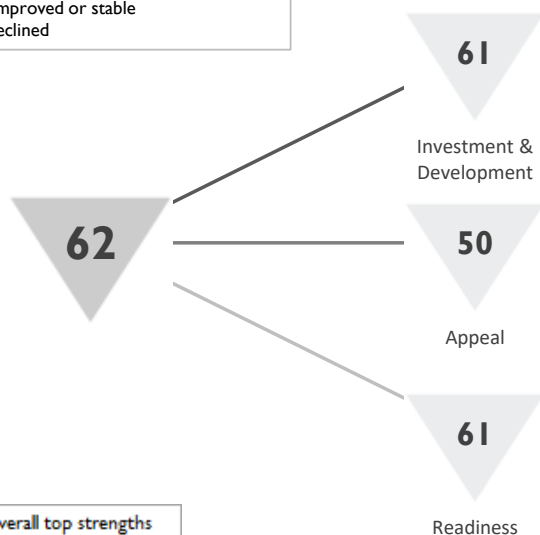 mproved or stable
eclined
61
Investment &
Development
62
50
Appeal
61
verall top strengths
Readiness